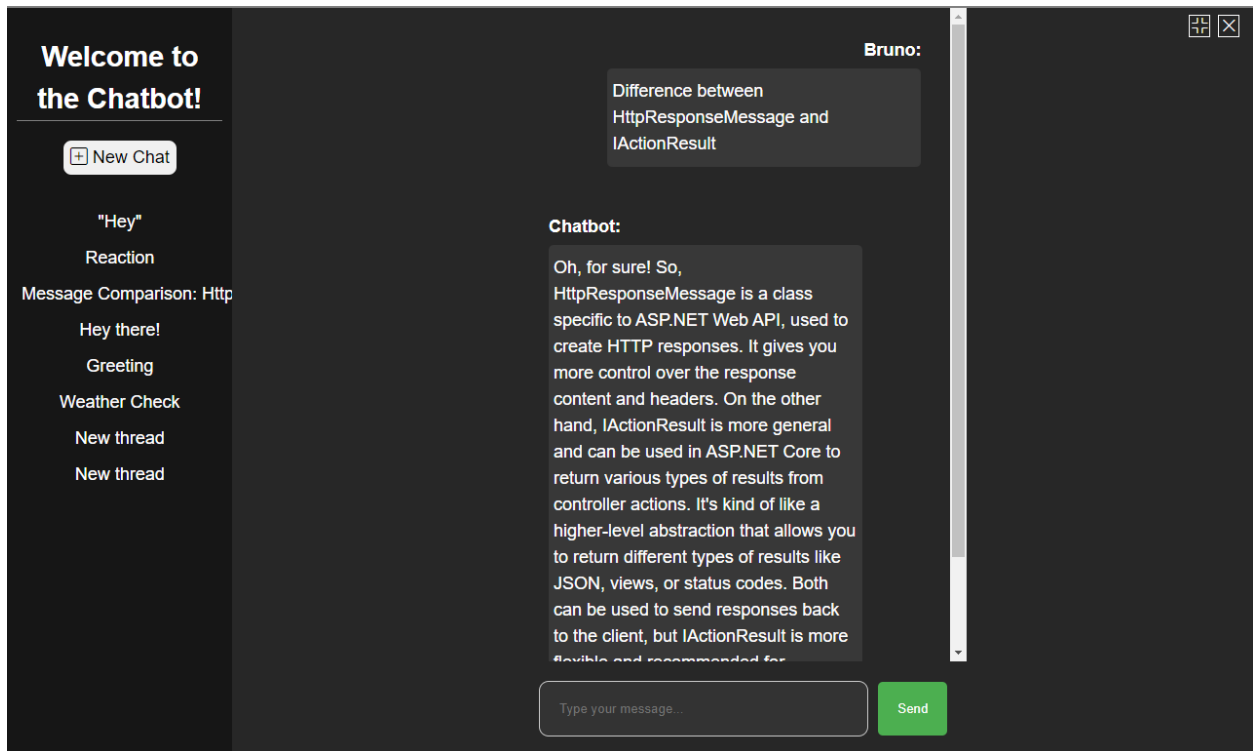 Welcome to
the Chatbot!
New Chat
"Hey"
Reaction
Message Comparison: Http
Hey there!
Greeting
Weather Check
New thread
New thread
Bruno:
Difference between
HttpResponseMessage and
IActionResult
Chatbot:
Oh, for sure! So,
HttpResponseMessage is a class
specific to ASP.NET Web API, used to
create HTTP responses. It gives you
more control over the response
content and headers. On the other
hand, IActionResult is more general
and can be used in ASP.NET Core to
return various types of results from
controller actions. It's kind of like a
higher-level abstraction that allows you
to return different types of results like
JSON, views, or status codes. Both
can be used to send responses back
to the client, but IActionResult is more
flexible and recommended for
Type your message...
Send